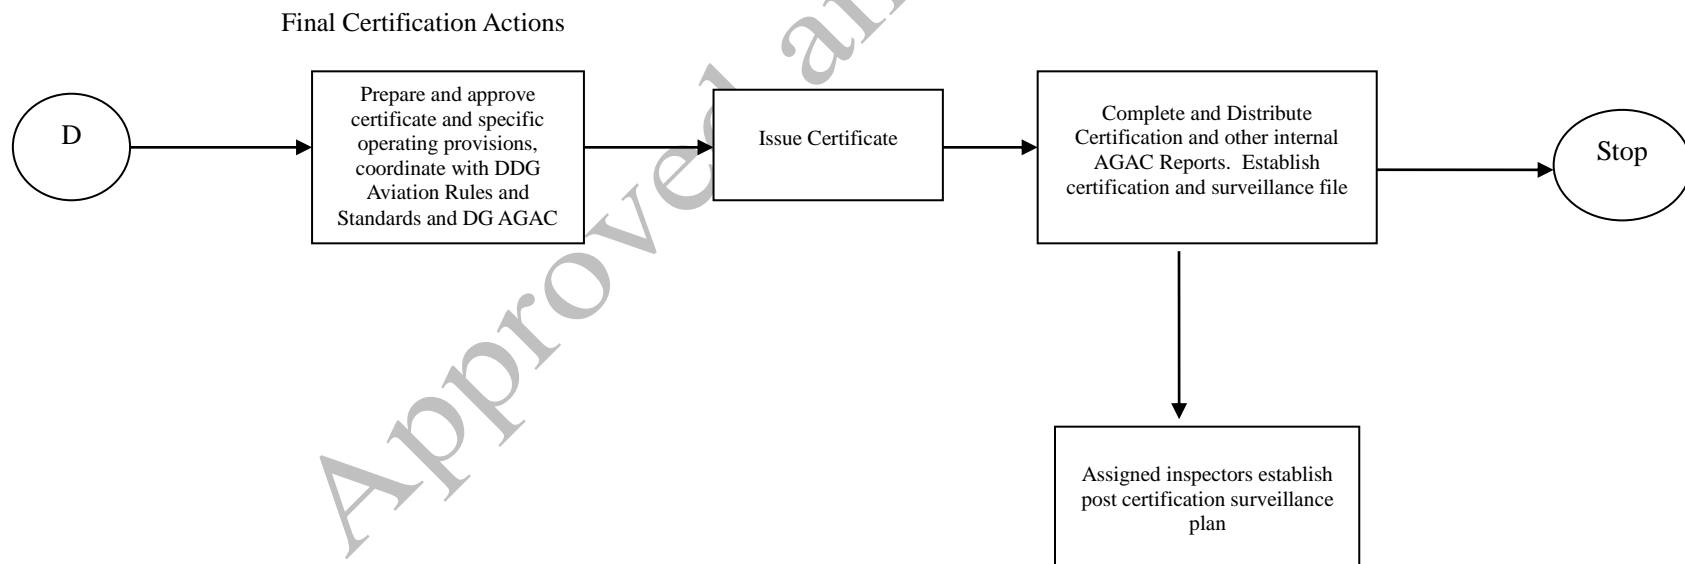 Final Certification Actions
D
Prepare and approve
certificate and specific
operating provisions,
coordinate with DDG
Aviation Rules and
Standards and DG AGAC
Issue Certificate
Complete and Distribute
Certification and other internal
AGAC Reports.  Establish
certification and surveillance file
Stop
Assigned inspectors establish
post certification surveillance
plan
Approved